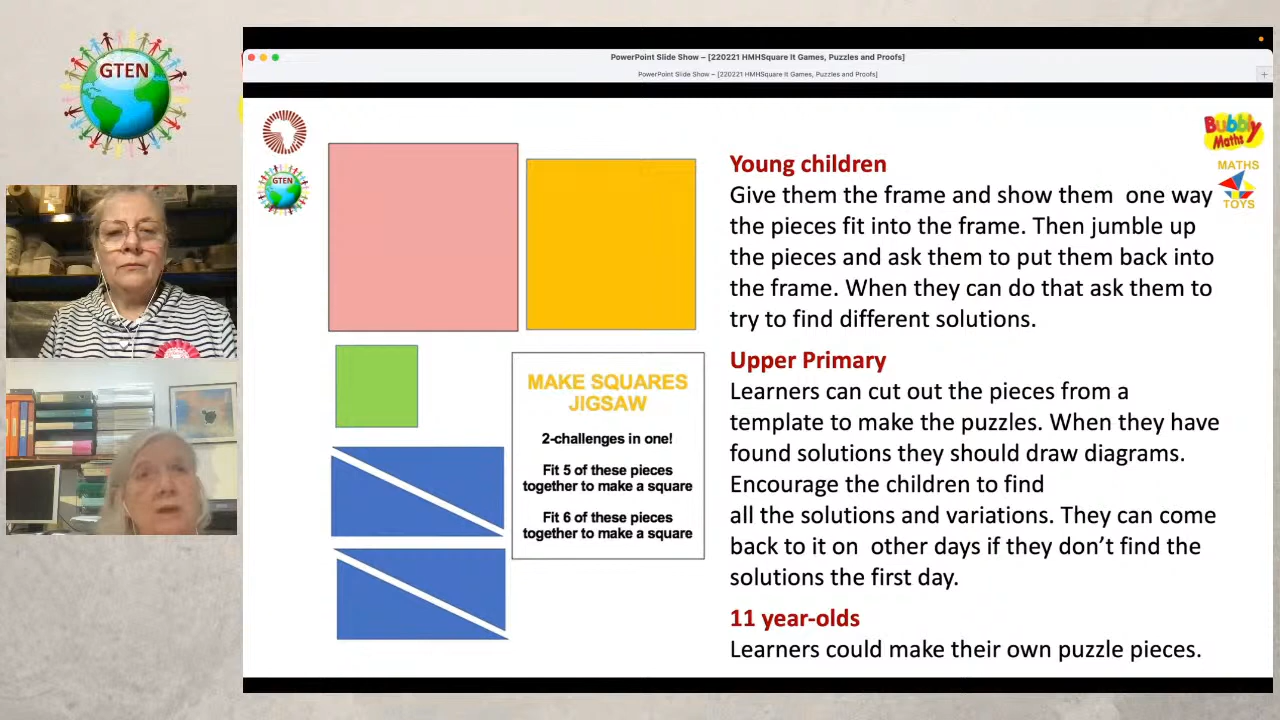 GTEN
PowerPoint Slide Show – [220221 HMHSquare It Games, Puzzles and Proofs]
PowerPoint Slide Show – [220221 HMHSquare It Games, Puzzles and Proofs]
GTEN
Bubbly
Maths
MATHS
TOYS
MAKE SQUARES
JIGSAW
2-challenges in one!
Fit 5 of these pieces
together to make a square
Fit 6 of these pieces
together to make a square
Young children
Give them the frame and show them one way
the pieces fit into the frame. Then jumble up
the pieces and ask them to put them back into
the frame. When they can do that ask them to
try to find different solutions.
Upper Primary
Learners can cut out the pieces from a
template to make the puzzles. When they have
found solutions they should draw diagrams.
Encourage the children to find
all the solutions and variations. They can come
back to it on other days if they don’t find the
solutions the first day.
11 year-olds
Learners could make their own puzzle pieces.